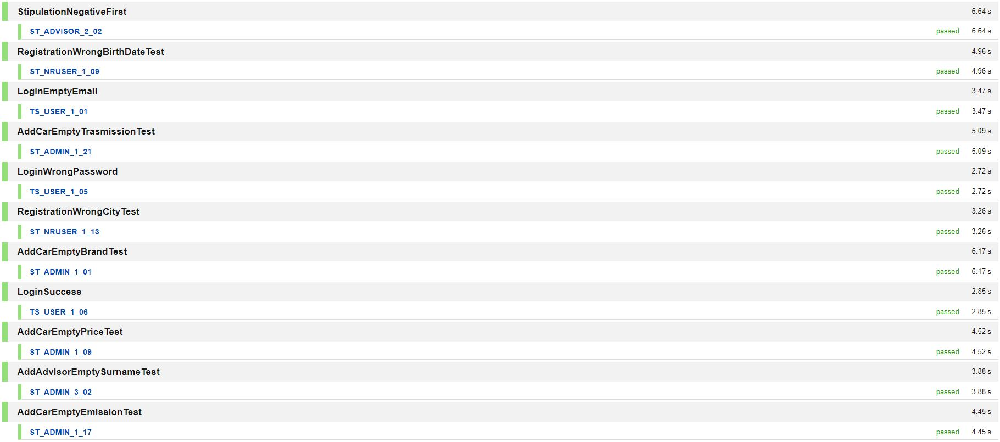 StipulationNegativeFirst 6.64 s
ST_ADVISOR_2_02 passed 6.64 s
RegistrationWrongBirthDateTest 4.96 s
ST_NRUSER_1_09 passed 4.96 s
LoginEmptyEmail 3.47 s
TS_USER_1_01 passed 3.47 s
AddCarEmptyTrasmissionTest 5.09 s
ST_ADMIN_1_21 passed 5.09 s
LoginWrongPassword 2.72 s
TS_USER_1_05 passed 2.72 s
RegistrationWrongCityTest 3.26 s
ST_NRUSER_1_13 passed 3.26 s
AddCarEmptyBrandTest 6.17 s
ST_ADMIN_1_01 passed 6.17 s
LoginSuccess 2.85 s
TS_USER_1_06 passed 2.85 s
AddCarEmptyPriceTest 4.52 s
ST_ADMIN_1_09 passed 4.52 s
AddAdvisorEmptySurnameTest 3.88 s
ST_ADMIN_3_02 passed 3.88 s
AddCarEmptyEmissionTest 4.45 s
ST_ADMIN_1_17 passed 4.45 s